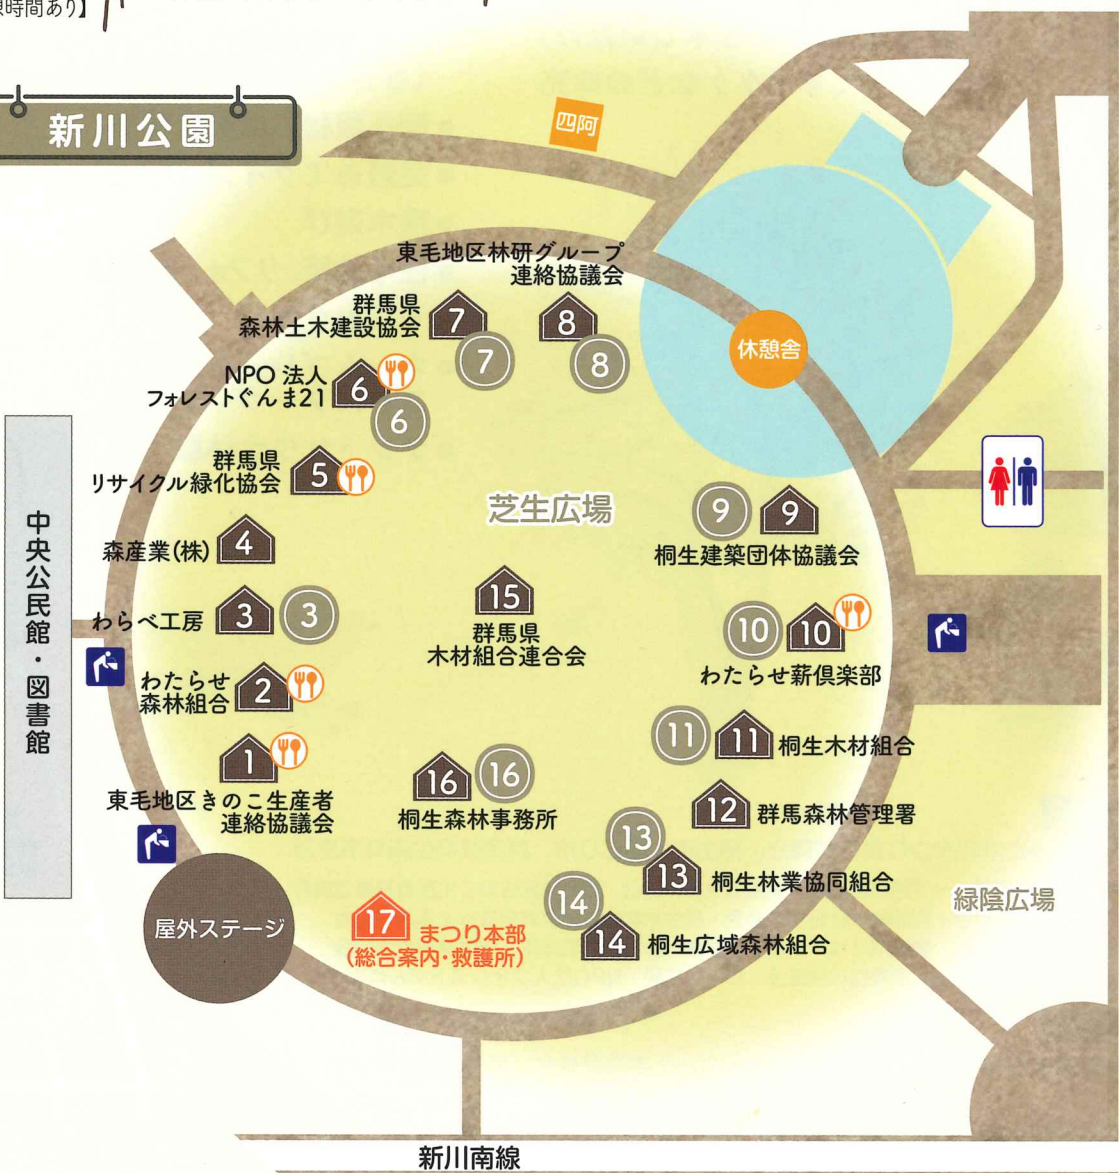 憩時間あり】
新川公園
四阿
東毛地区林研グループ
連絡協議会
群馬県
森林土木建設協会
7
8
7
8
休憩舎
NPO 法人
フォレストぐんま21
6
6
群馬県
リサイクル緑化協会
5
芝生広場
9
9
桐生建築団体協議会
森産業(株)
4
中央公民館・図書館
わらべ工房
3
3
15
群馬県
木材組合連合会
10
10
わたらせ薪倶楽部
わたらせ
森林組合
2
11
11
桐生木材組合
1
東毛地区きのこ生産者
連絡協議会
16
16
桐生森林事務所
12
群馬森林管理署
13
13
桐生林業協同組合
緑陰広場
屋外ステージ
17
まつり本部
(総合案内・救護所)
14
14
桐生広域森林組合
新川南線